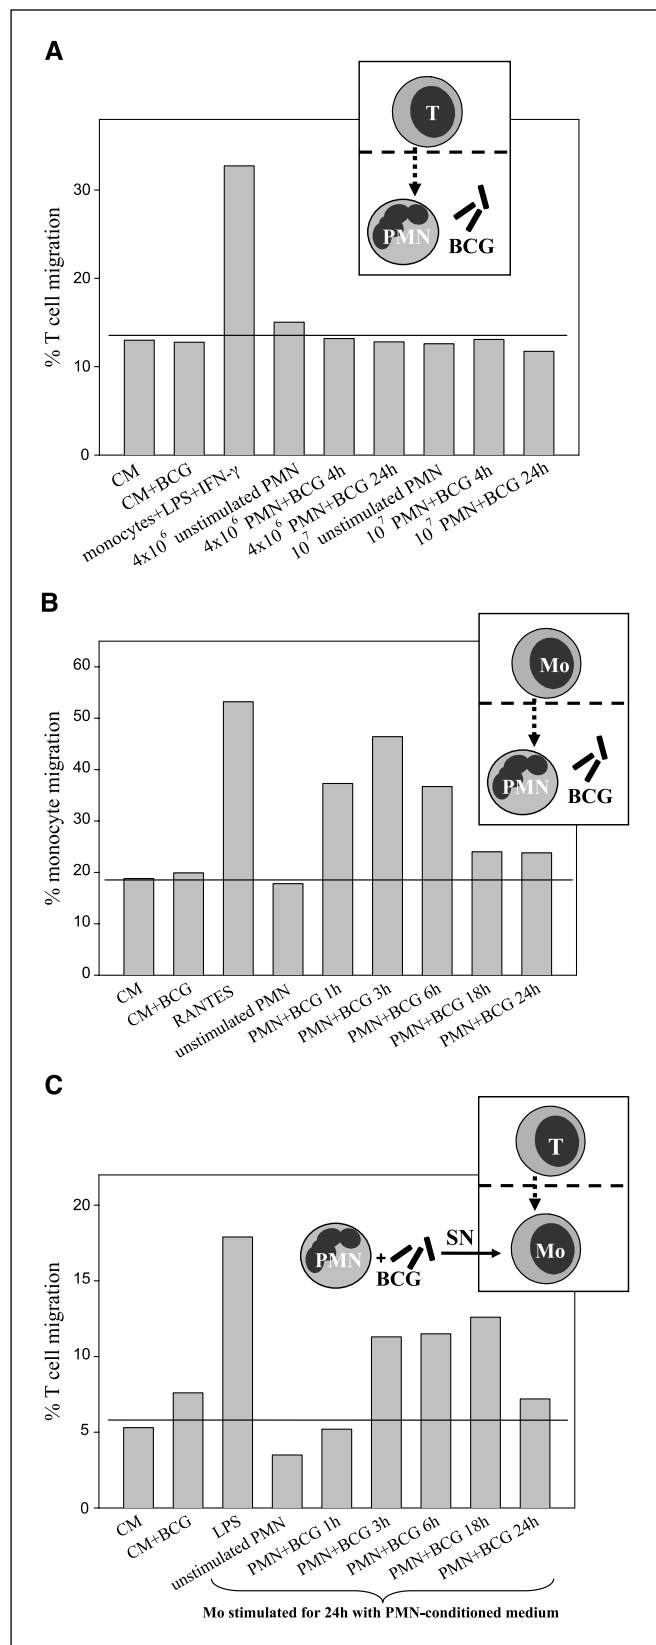 A
T
PMN
BCG
% T cell migration
30
20
10
0
CM
CM+BCG
monocytes+LPS+IFN-γ
4x10⁶ unstimulated PMN
4x10⁶ PMN+BCG 4h
4x10⁶ PMN+BCG 24h
10⁷ unstimulated PMN
10⁷ PMN+BCG 4h
10⁷ PMN+BCG 24h
B
Mo
PMN
BCG
% monocyte migration
60
50
40
30
20
10
0
CM
CM+BCG
RANTES
unstimulated PMN
PMN+BCG 1h
PMN+BCG 3h
PMN+BCG 6h
PMN+BCG 18h
PMN+BCG 24h
C
T
PMN
+
BCG
SN
Mo
% T cell migration
20
15
10
5
0
CM
CM+BCG
LPS
unstimulated PMN
PMN+BCG 1h
PMN+BCG 3h
PMN+BCG 6h
PMN+BCG 18h
PMN+BCG 24h
Mo stimulated for 24h with PMN-conditioned medium